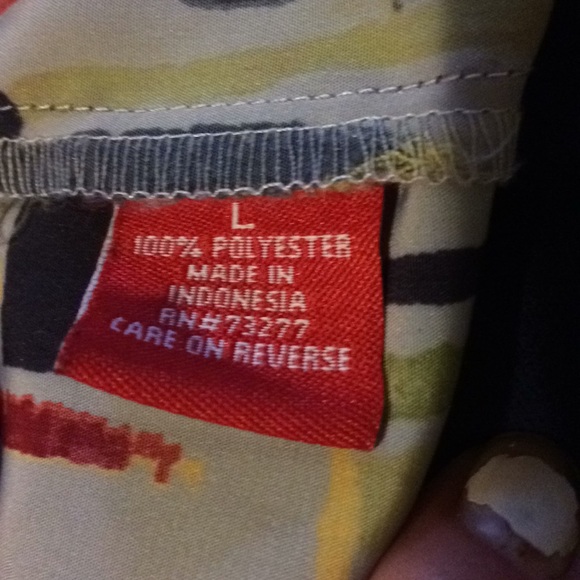 L
100% POLYESTER
MADE IN
INDONESIA
RN#73277
CARE ON REVERSE